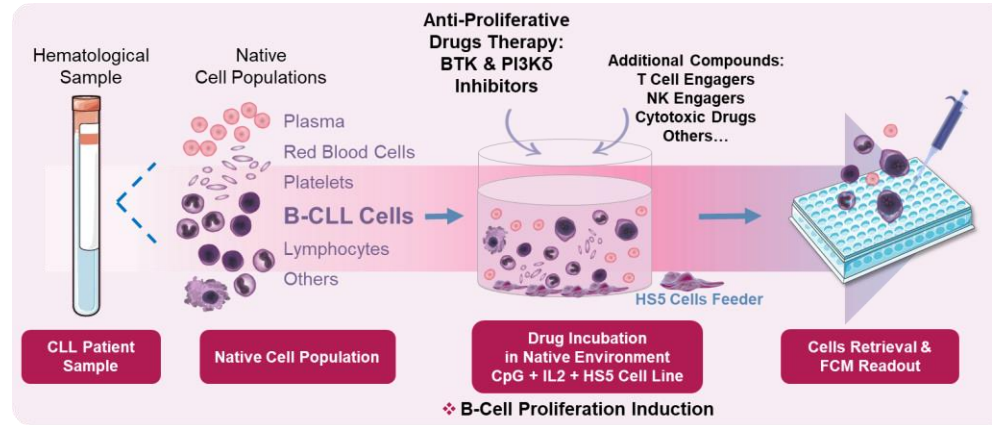 Hematological
Sample
Native
Cell Populations
Plasma
Red Blood Cells
Platelets
B-CLL Cells
Lymphocytes
Others
Anti-Proliferative
Drugs Therapy:
BTK & PI3Kδ
Inhibitors
Additional Compounds:
T Cell Engagers
NK Engagers
Cytotoxic Drugs
Others...
HS5 Cells Feeder
CLL Patient
Sample
Native Cell Population
Drug Incubation
in Native Environment
CpG + IL2 + HS5 Cell Line
Cells Retrieval &
FCM Readout
❖ B-Cell Proliferation Induction